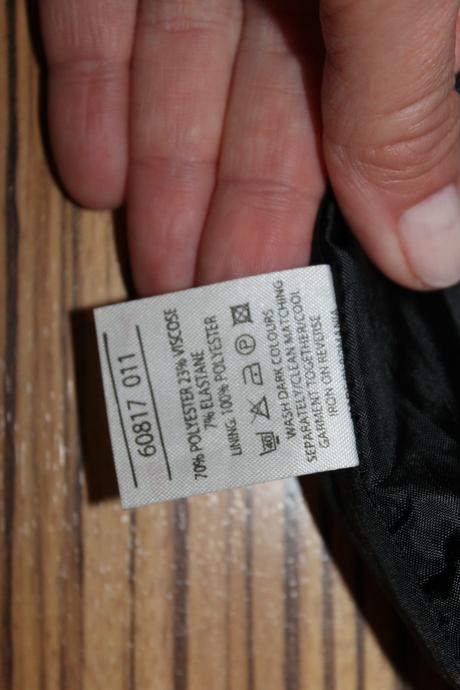 60817 011
70% POLYESTER 23% VISCOSE
7% ELASTANE
LINING: 100% POLYESTER
40 P
WASH DARK COLOURS
SEPARATELY/CLEAN MATCHING
GARMENT TOGETHER/COOL
IRON ON REVERSE